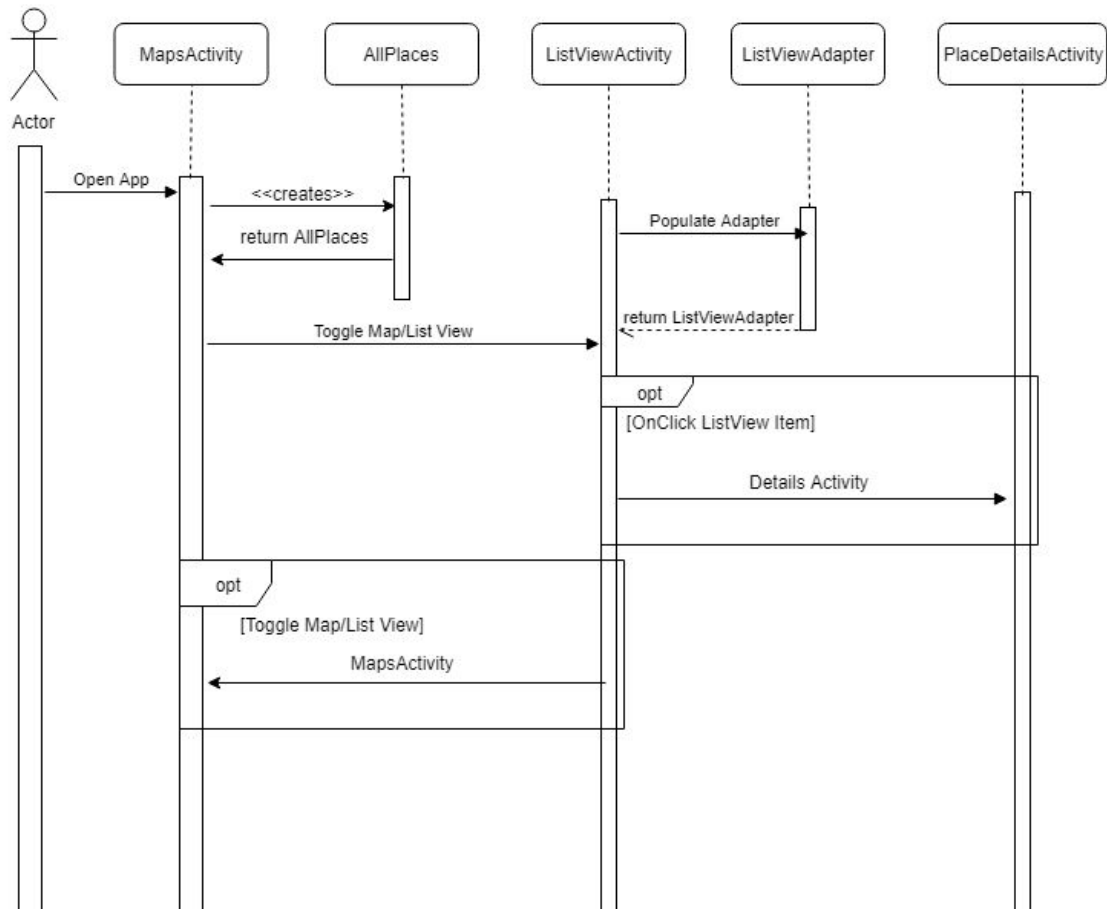 MapsActivity
AllPlaces
ListViewActivity
ListViewAdapter
PlaceDetailsActivity
Actor
Open App
<<creates>>
Populate Adapter
return AllPlaces
return ListViewAdapter
Toggle Map/List View
opt
[OnClick ListView Item]
Details Activity
opt
[Toggle Map/List View]
MapsActivity